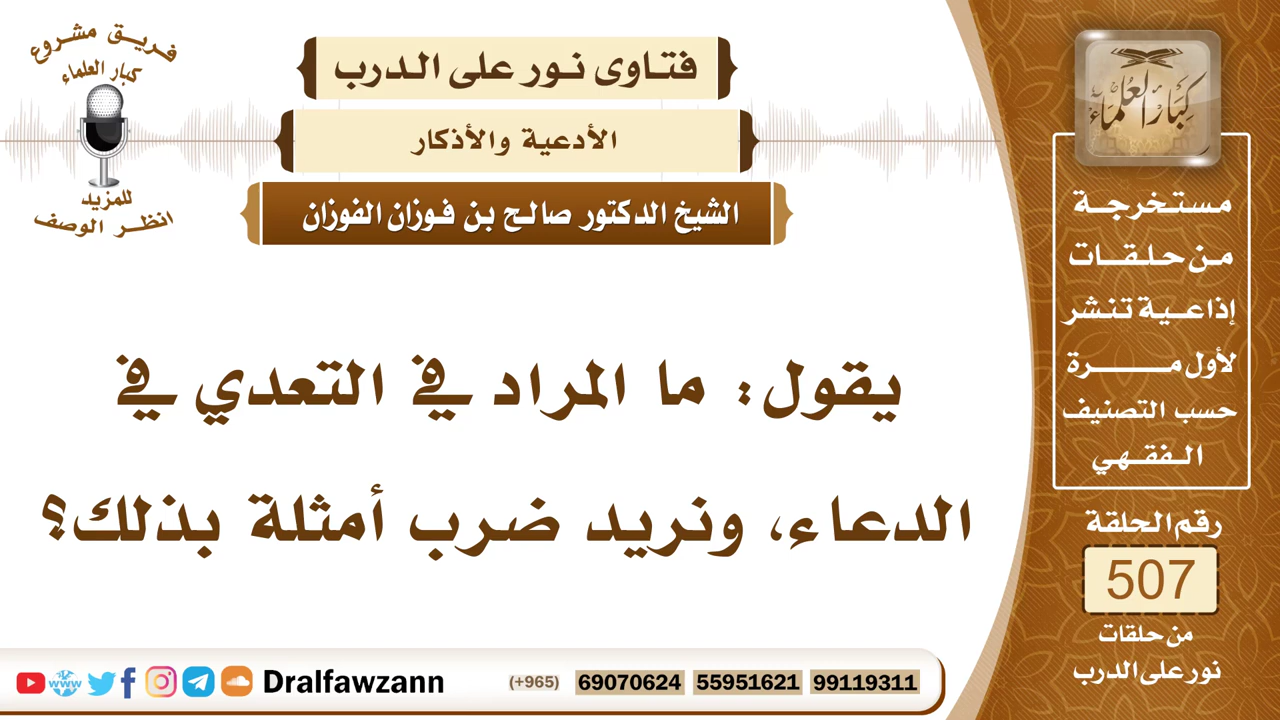 فريق مشروع
كبار العلماء
للمزيد
انظر الوصف
فتاوى نور على الدرب
الأدعية والأذكار
الشيخ الدكتور صالح بن فوزان الفوزان
يقول: ما المراد في التعدي في
الدعاء، ونريد ضرب أمثلة بذلك؟
كبار العلماء
مستخرجة
من حلقات
إذاعية تنشر
لأول مرة
حسب التصنيف
الفقهي
رقم الحلقة
507
من حلقات
نور على الدرب
www
Dralfawzann (+965) 69070624 55951621 99119311